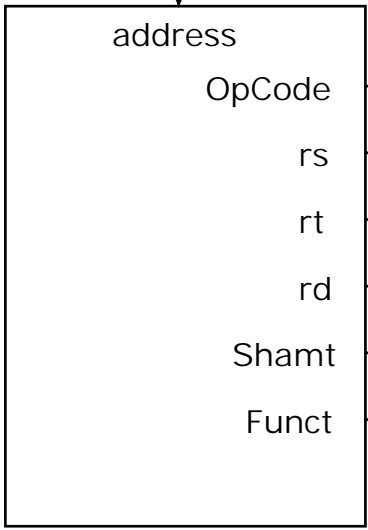 address
OpCode
rs
rt
rd
Shamt
Funct